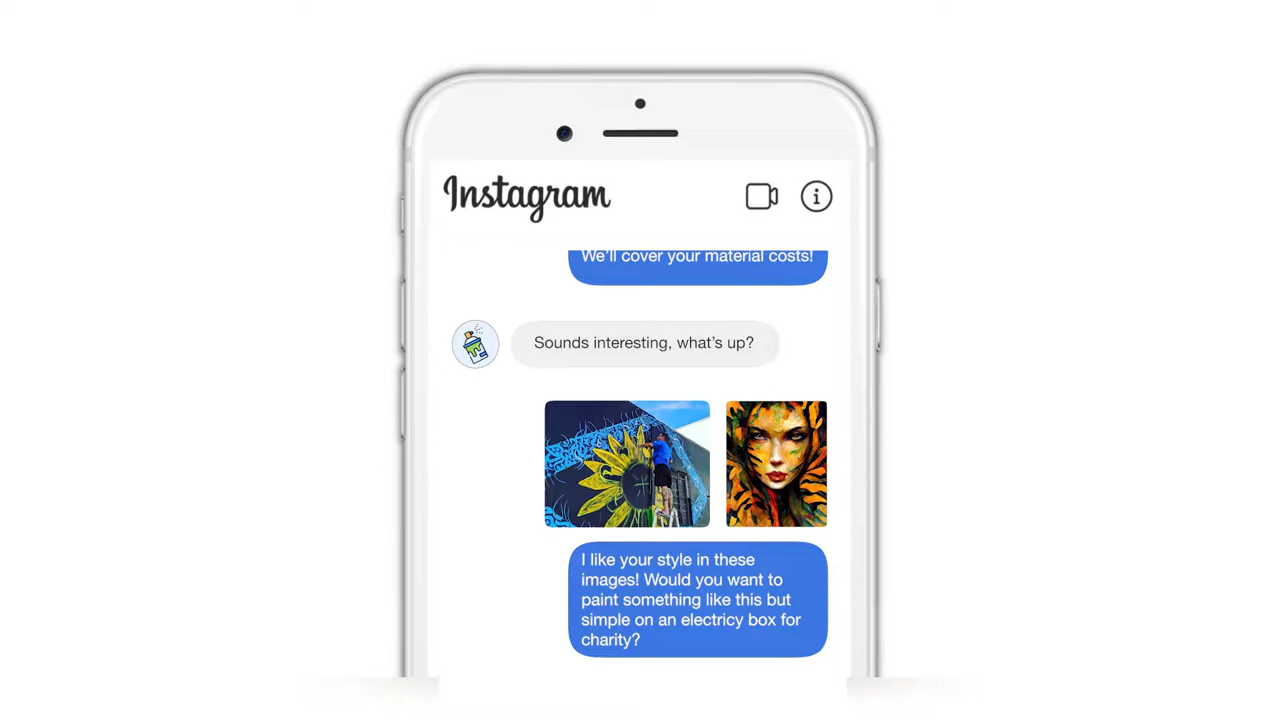 Instagram
We'll cover your material costs!
Sounds interesting, what's up?
I like your style in these
images! Would you want to
paint something like this but
simple on an electricy box for
charity?